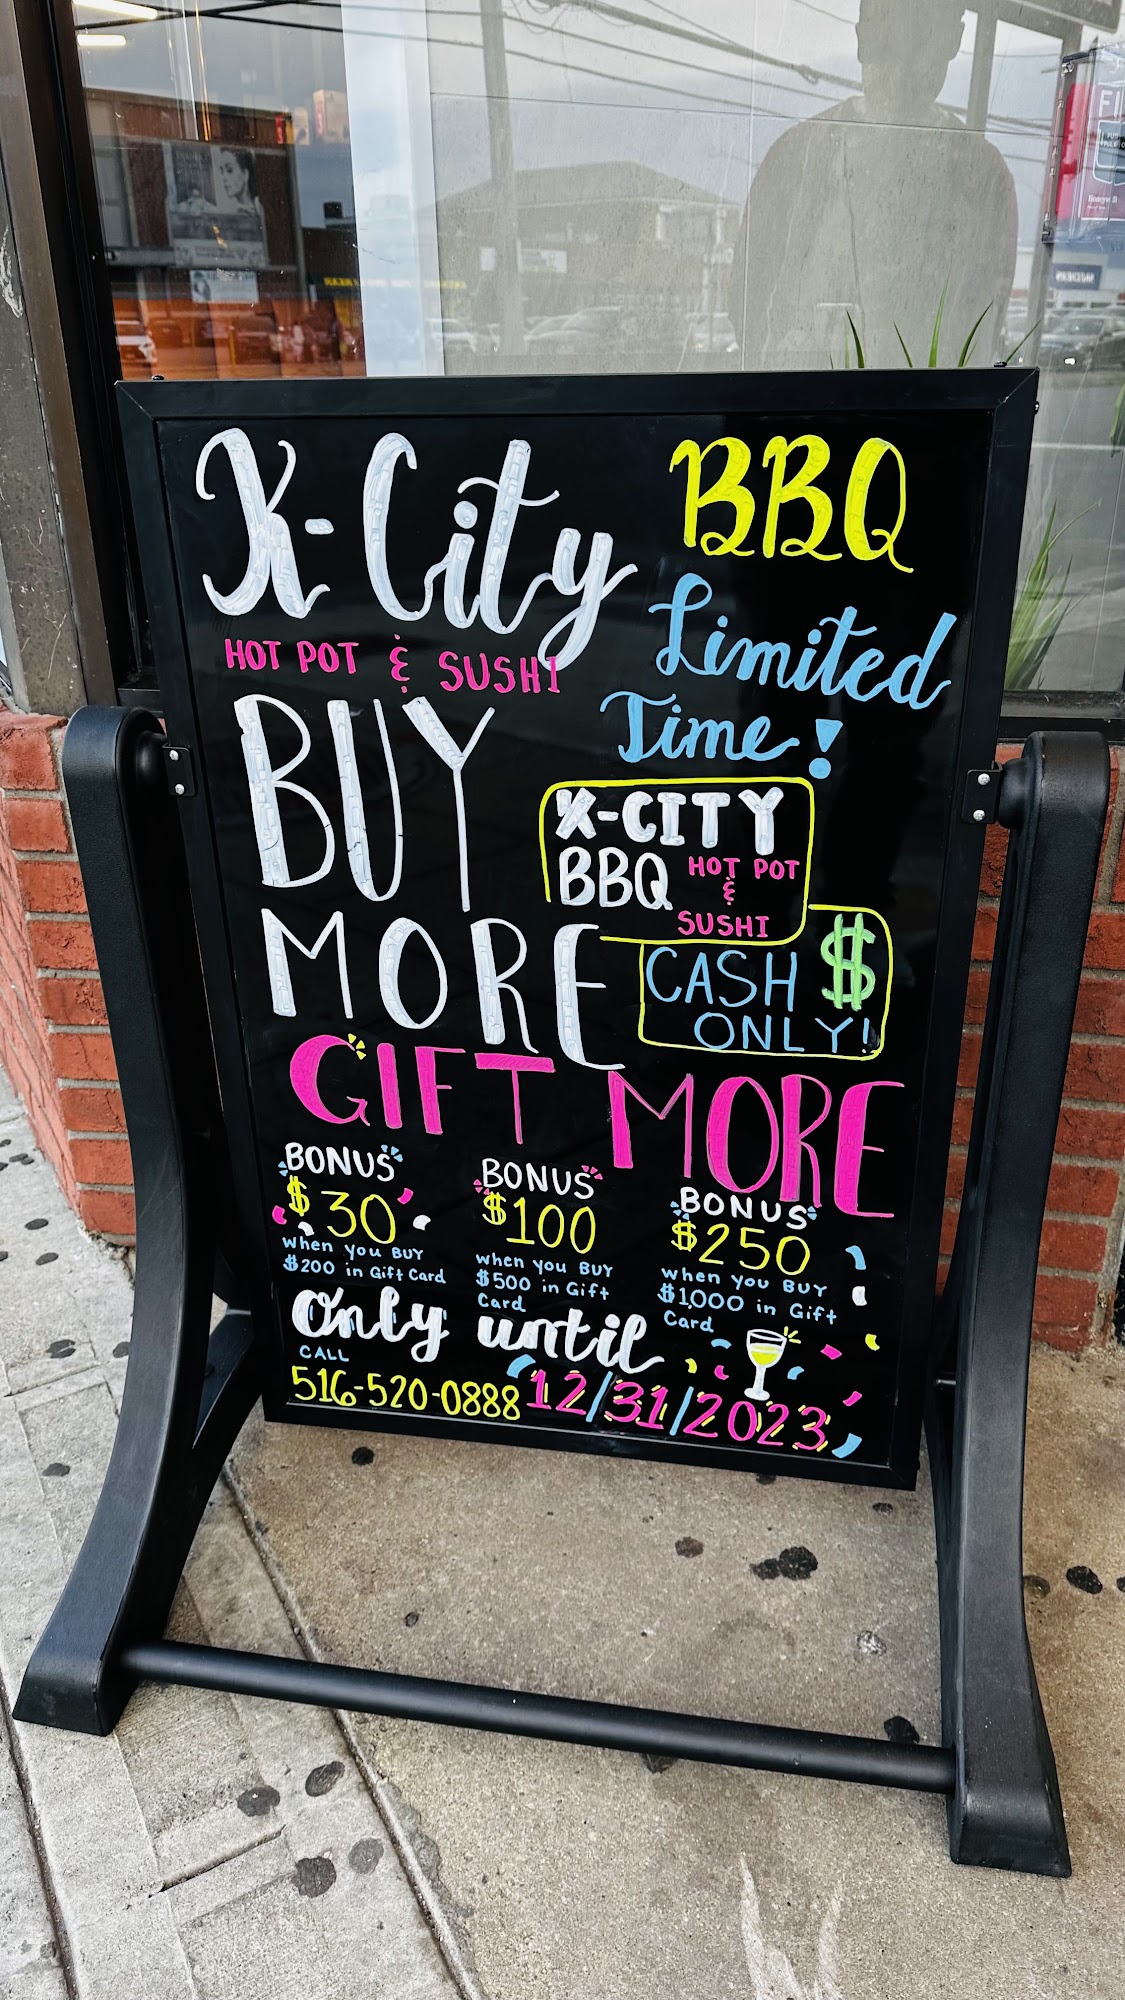 K-City BBQ
HOT POT & SUSHI
Limited
Time!
BUY
MORE
K-CITY
BBQ HOT POT
&
SUSHI
CASH $
ONLY!
GIFT MORE
BONUS
$30
when you BUY
$200 in Gift Card
BONUS
$100
when you BUY
$500 in Gift
Card
BONUS
$250
when you BUY
$1,000 in Gift
Card
Only until
12/31/2023
CALL
516-520-0888